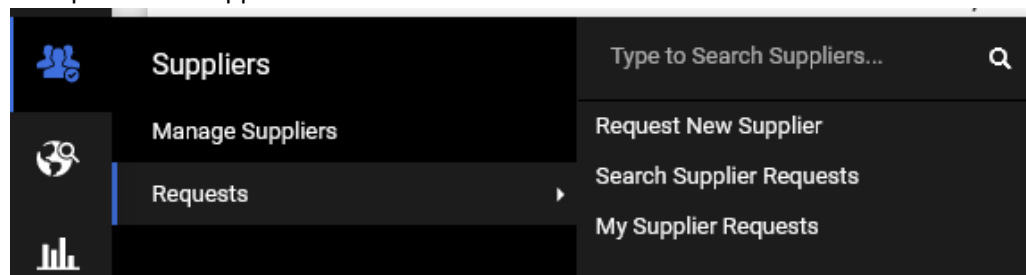 Suppliers
Manage Suppliers
Requests
Type to Search Suppliers...
Request New Supplier
Search Supplier Requests
My Supplier Requests